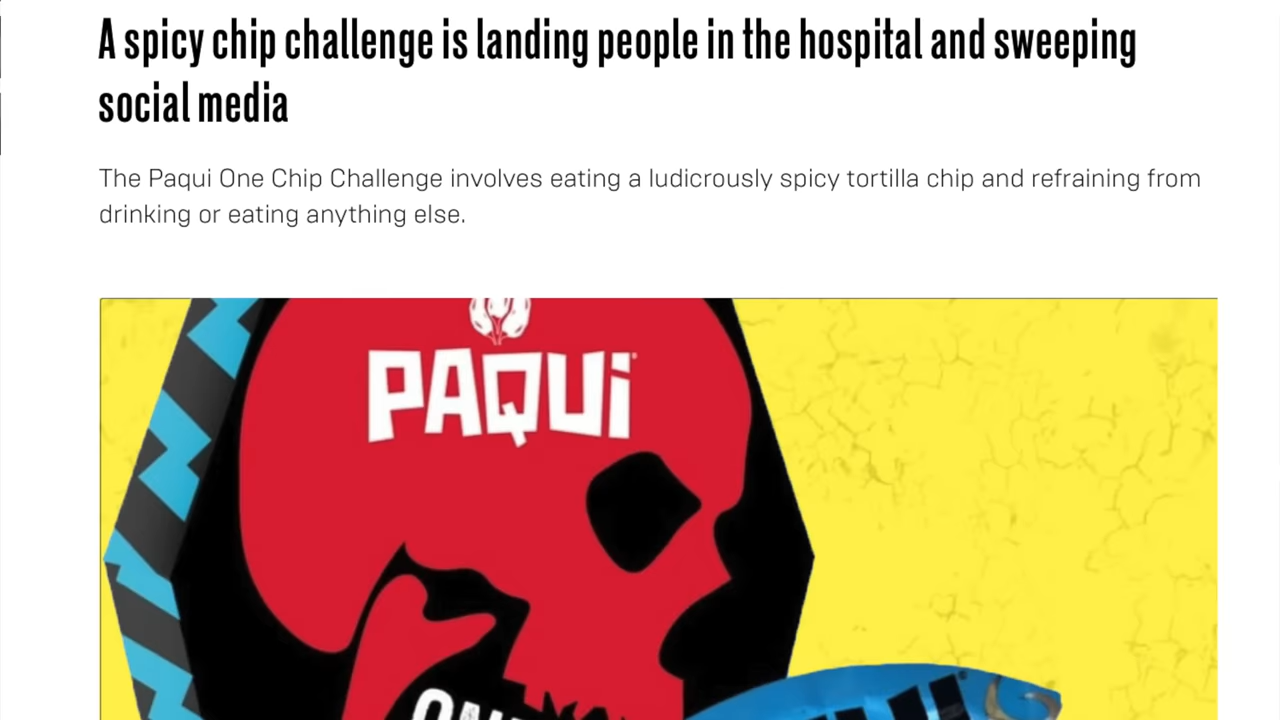 A spicy chip challenge is landing people in the hospital and sweeping
social media
The Paqui One Chip Challenge involves eating a ludicrously spicy tortilla chip and refraining from
drinking or eating anything else.
PAQUI